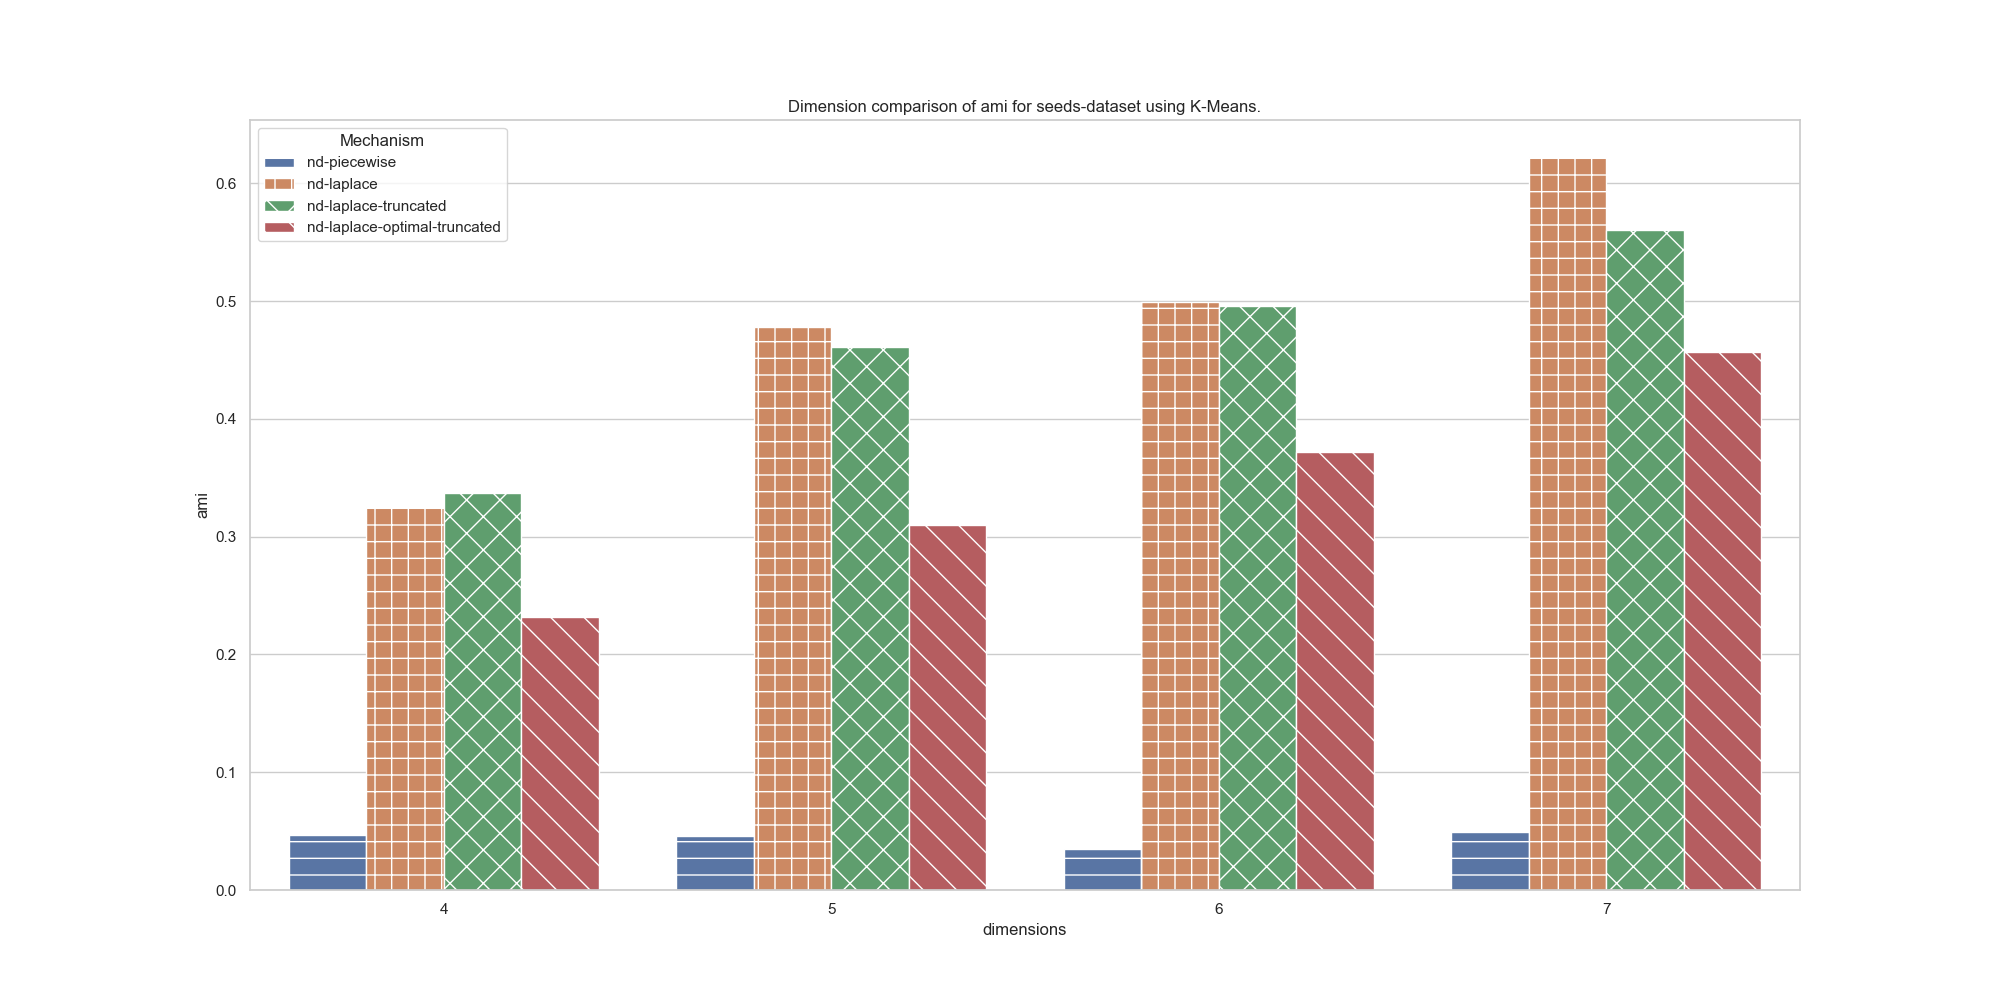 Dimension comparison of ami for seeds-dataset using K-Means.
Mechanism
nd-piecewise
nd-laplace
nd-laplace-truncated
nd-laplace-optimal-truncated
0.6
0.5
0.4
0.3
0.2
0.1
0.0
ami
4 5 6 7
dimensions